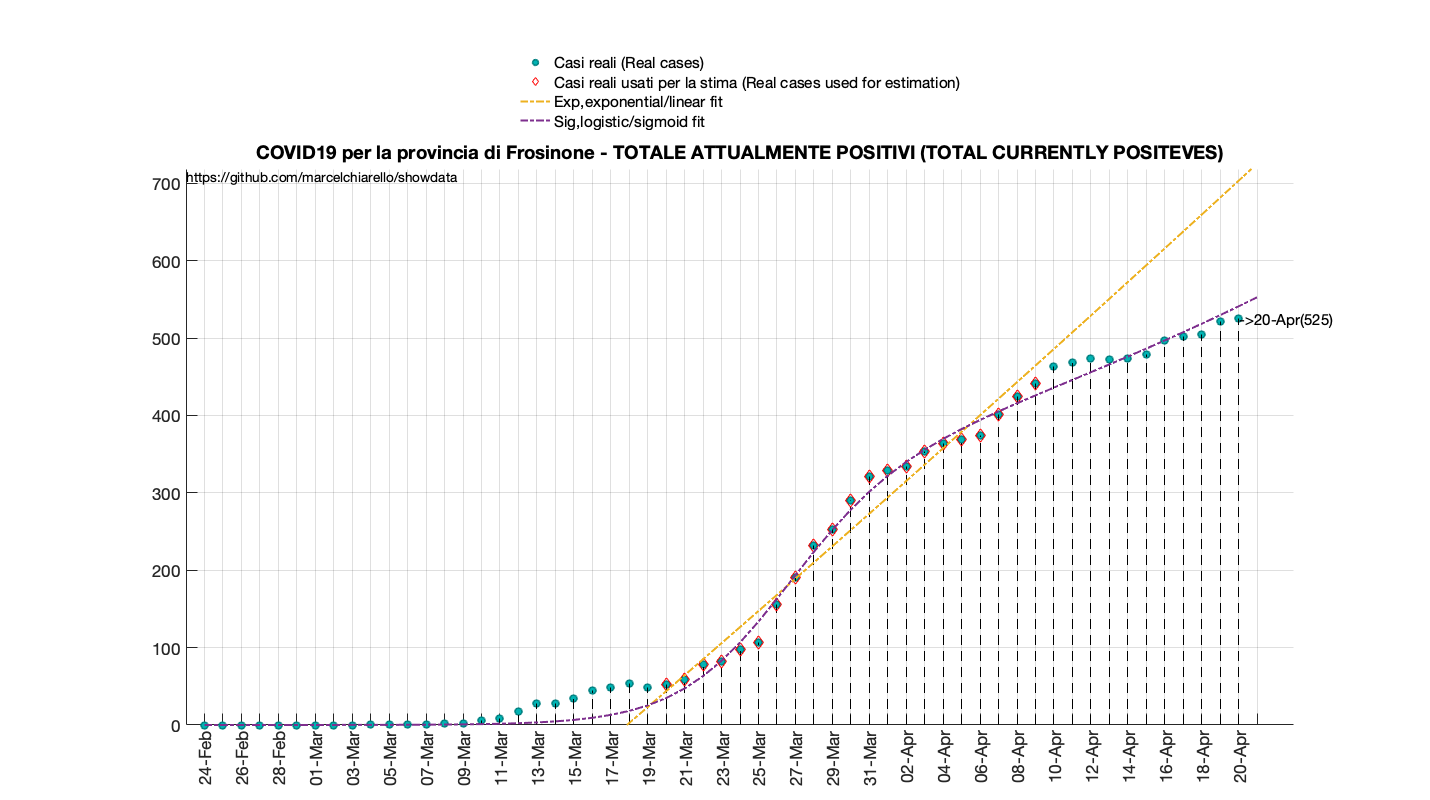 Casi reali (Real cases)
Casi reali usati per la stima (Real cases used for estimation)
Exp,exponential/linear fit
Sig,logistic/sigmoid fit
COVID19 per la provincia di Frosinone - TOTALE ATTUALMENTE POSITIVI (TOTAL CURRENTLY POSITEVES)
https://github.com/marcelchiarello/showdata
700
600
500
400
300
200
100
0
->20-Apr(525)
24-Feb
26-Feb
28-Feb
01-Mar
03-Mar
05-Mar
07-Mar
09-Mar
11-Mar
13-Mar
15-Mar
17-Mar
19-Mar
21-Mar
23-Mar
25-Mar
27-Mar
29-Mar
31-Mar
02-Apr
04-Apr
06-Apr
08-Apr
10-Apr
12-Apr
14-Apr
16-Apr
18-Apr
20-Apr